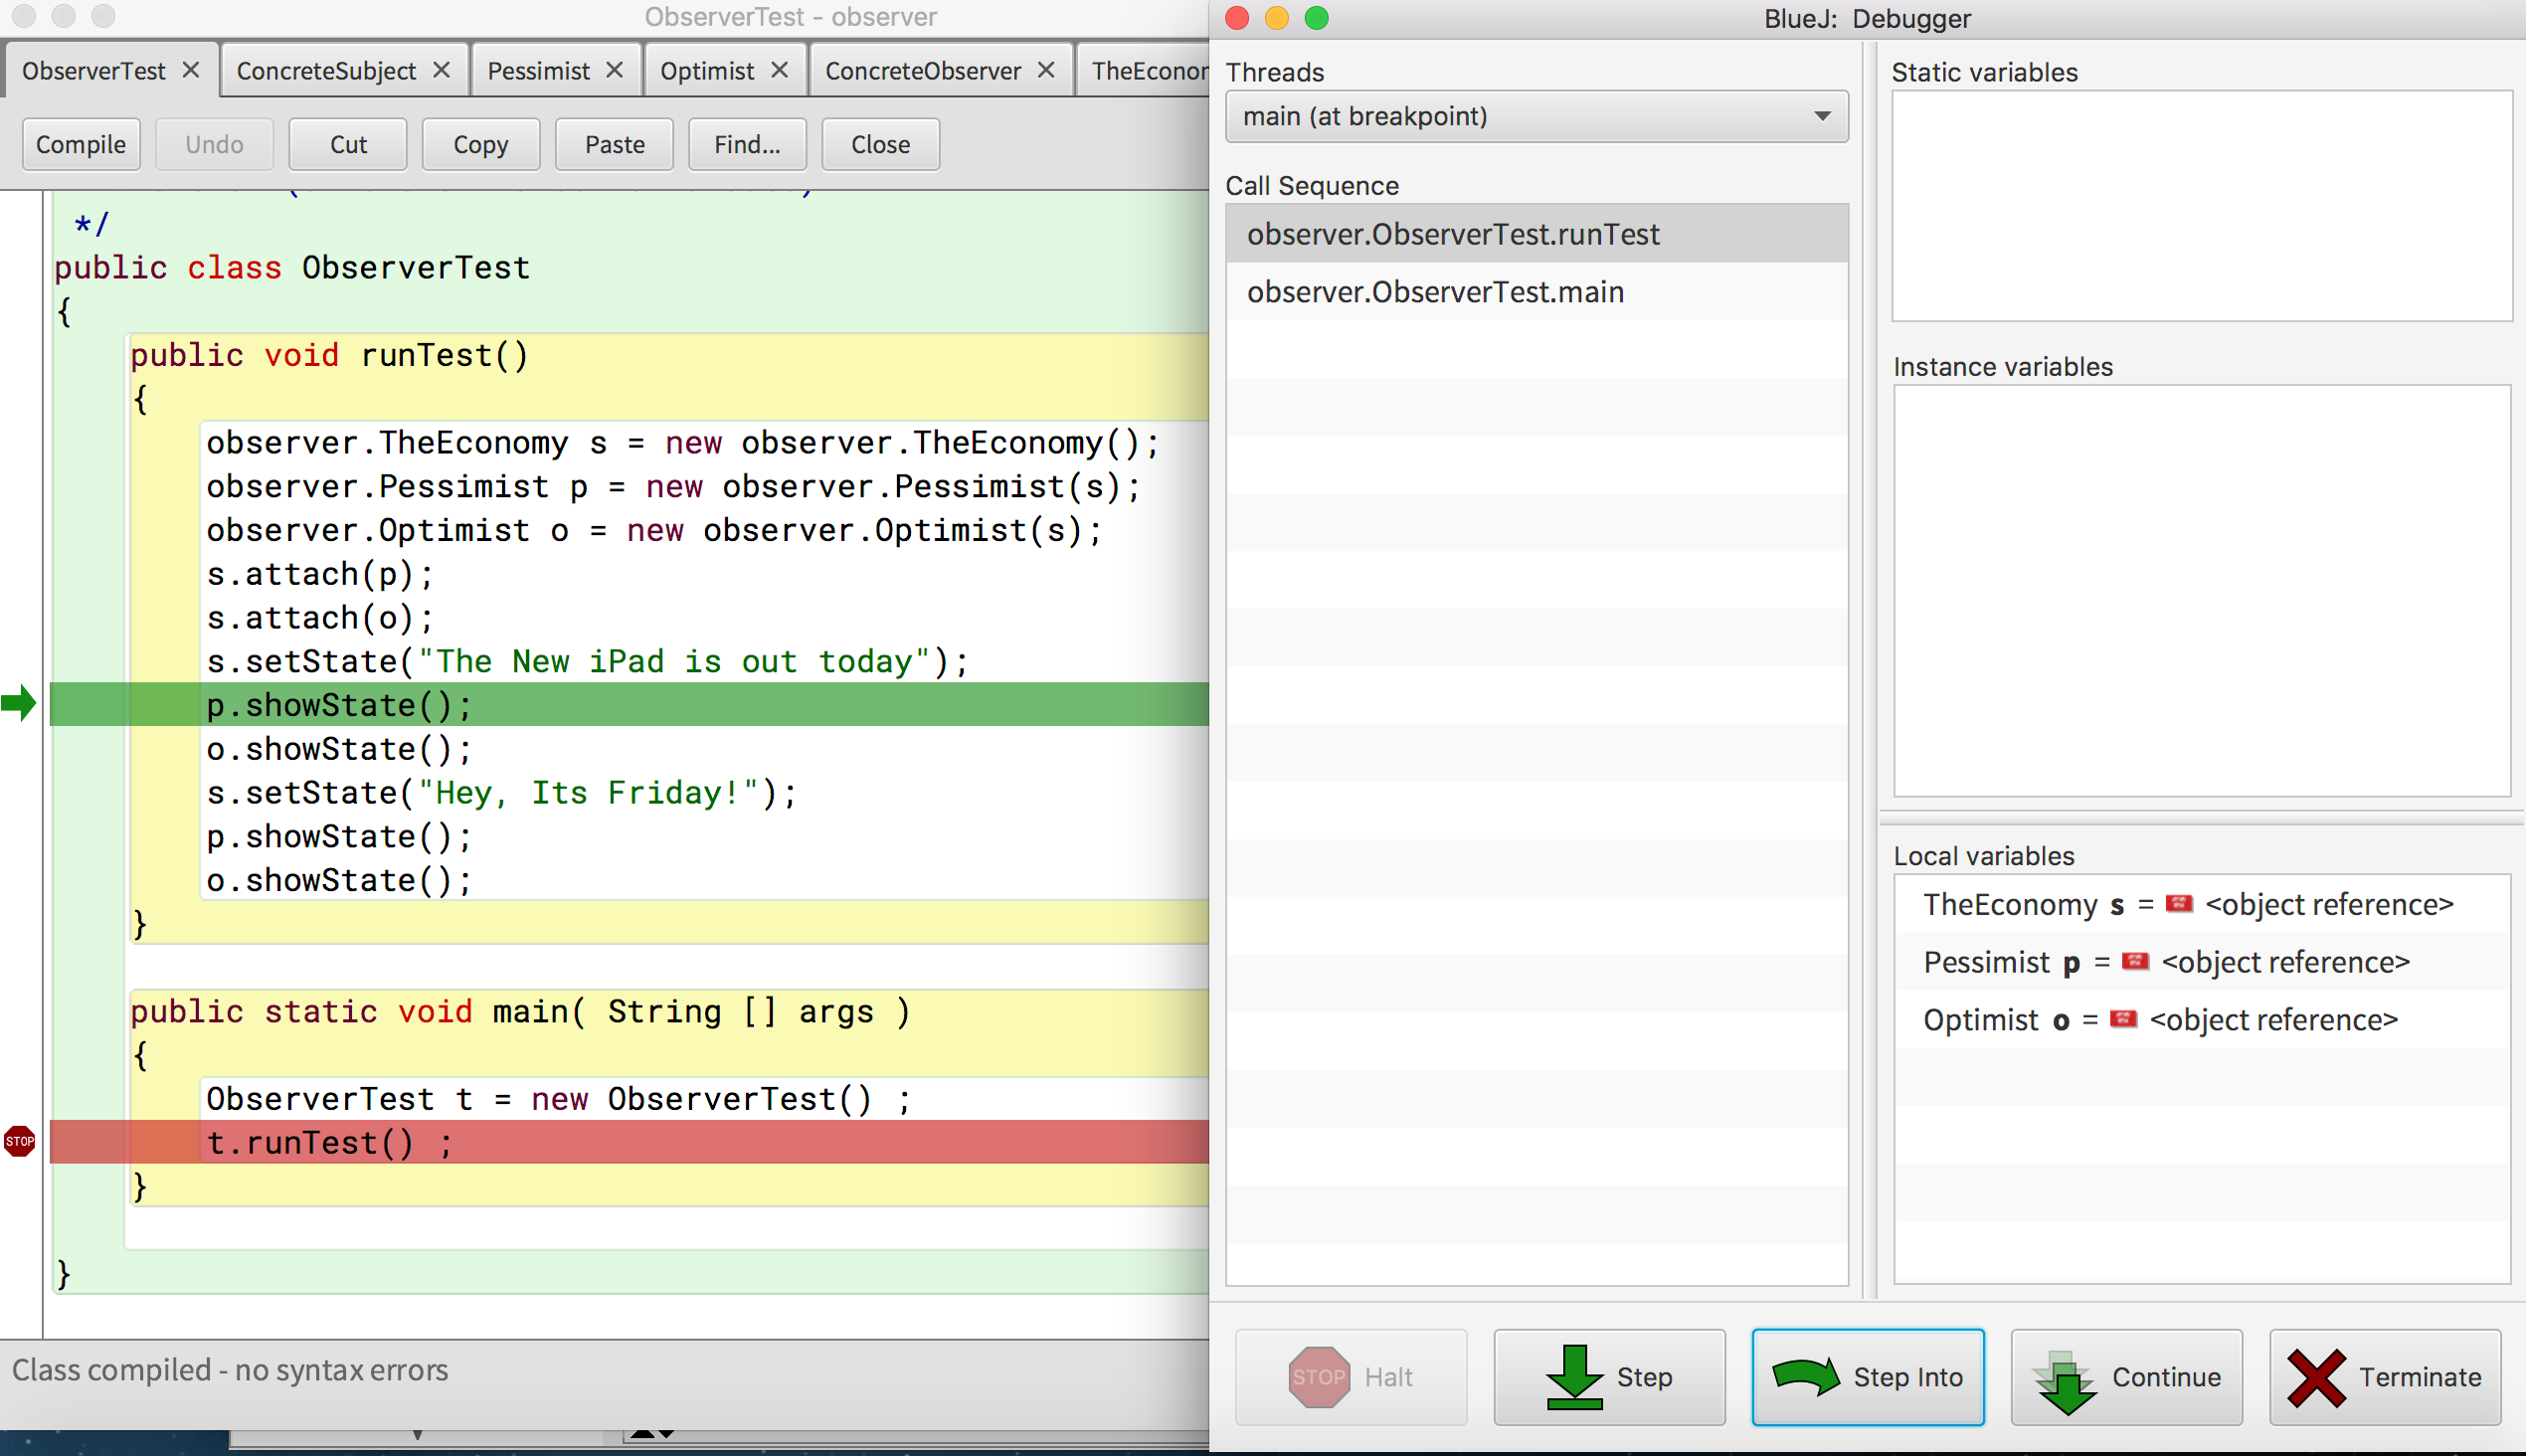 ObserverTest - observer
ObserverTest ConcreteSubject Pessimist Optimist ConcreteObserver
Compile Undo Cut Copy Paste Find... Close
*/
public class ObserverTest
{
public void runTest()
{
observer.TheEconomy s = new observer.TheEconomy();
observer.Pessimist p = new observer.Pessimist(s);
observer.Optimist o = new observer.Optimist(s);
s.attach(p);
s.attach(o);
s.setState("The New iPad is out today");
p.showState();
o.showState();
s.setState("Hey, Its Friday!");
p.showState();
o.showState();
}
public static void main( String [] args )
{
ObserverTest t = new ObserverTest() ;
STOP t.runTest() ;
}
}
Class compiled - no syntax errors
BlueJ: Debugger
Threads
main (at breakpoint)
Call Sequence
observer.ObserverTest.runTest
observer.ObserverTest.main
Static variables
Instance variables
Local variables
TheEconomy s = <object reference>
Pessimist p = <object reference>
Optimist o = <object reference>
STOP Halt Step Step Into Continue Terminate